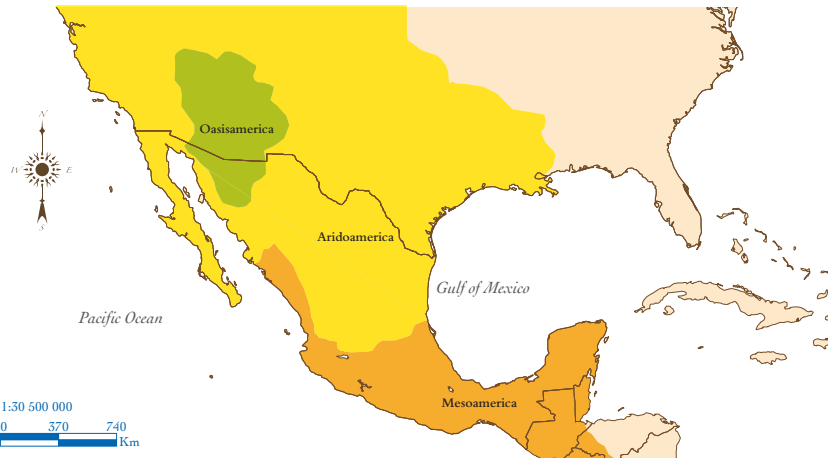 N
W
E
S
Oasisamerica
Aridoamerica
Gulf of Mexico
Pacific Ocean
Mesoamerica
1:30 500 000
0 370 740
Km